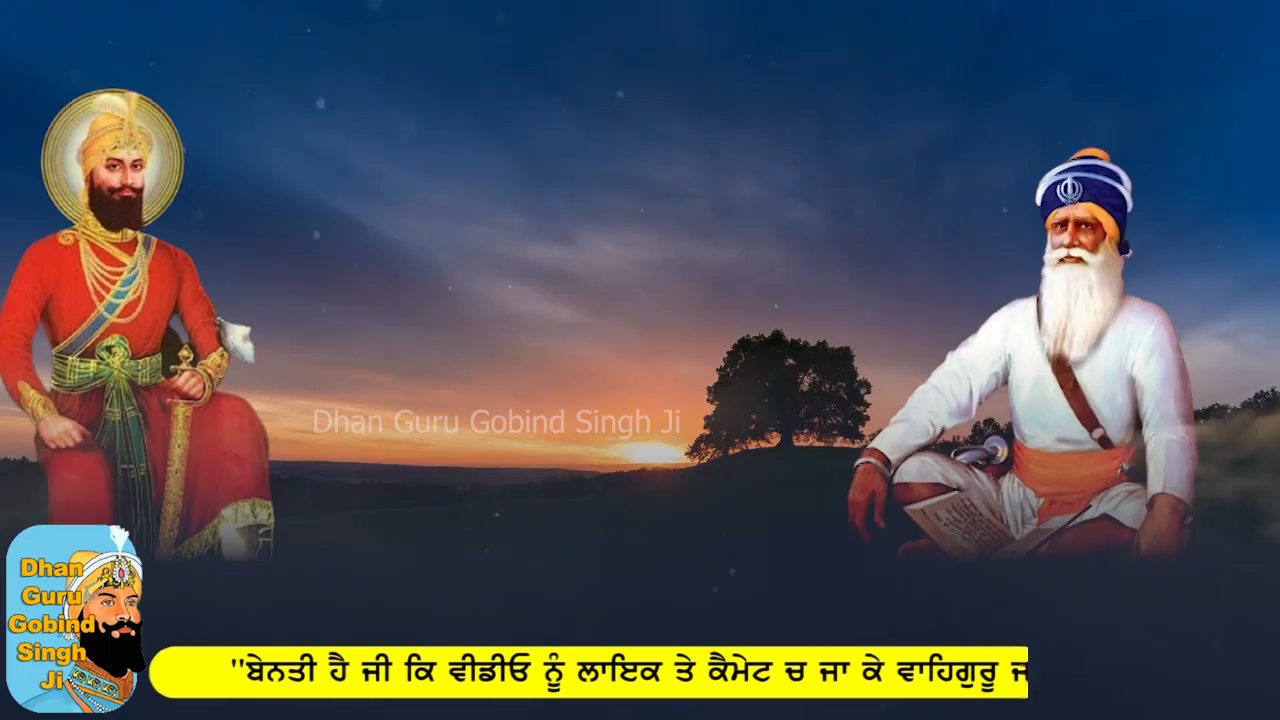 Dhan Guru Gobind Singh Ji
Dhan
Guru
Gobind
Singh
Ji
"ਬੇਨਤੀ ਹੈ ਜੀ ਕਿ ਵੀਡੀਓ ਨੂੰ ਲਾਇਕ ਤੇ ਕੈਮੇਟ ਚ ਜਾ ਕੇ ਵਾਹਿਗੁਰੂ